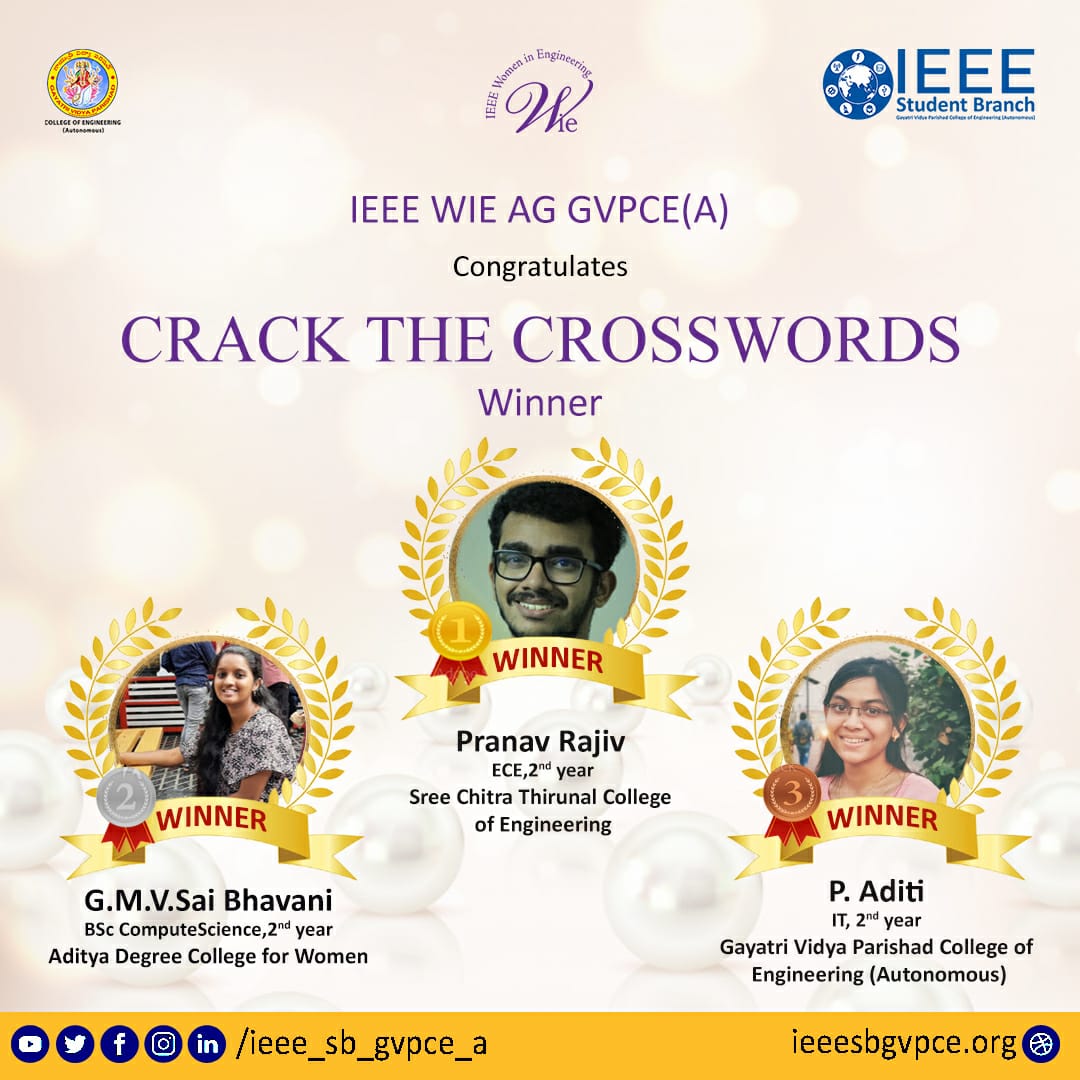 GAYATRI VIDYA PARISHAD
COLLEGE OF ENGINEERING
(Autonomous)
IEEE Women in Engineering
Wie
IEEE
Student Branch
Gayatri Vidya Parishad College of Engineering (Autonomous)
IEEE WIE AG GVPCE(A)
Congratulates
CRACK THE CROSSWORDS
Winner
1
WINNER
Pranav Rajiv
ECE,2nd year
Sree Chitra Thirunal College
of Engineering
2
WINNER
G.M.V.Sai Bhavani
BSc ComputeScience,2nd year
Aditya Degree College for Women
3
WINNER
P. Aditi
IT, 2nd year
Gayatri Vidya Parishad College of
Engineering (Autonomous)
/ieee_sb_gvpce_a
ieeesbgvpce.org